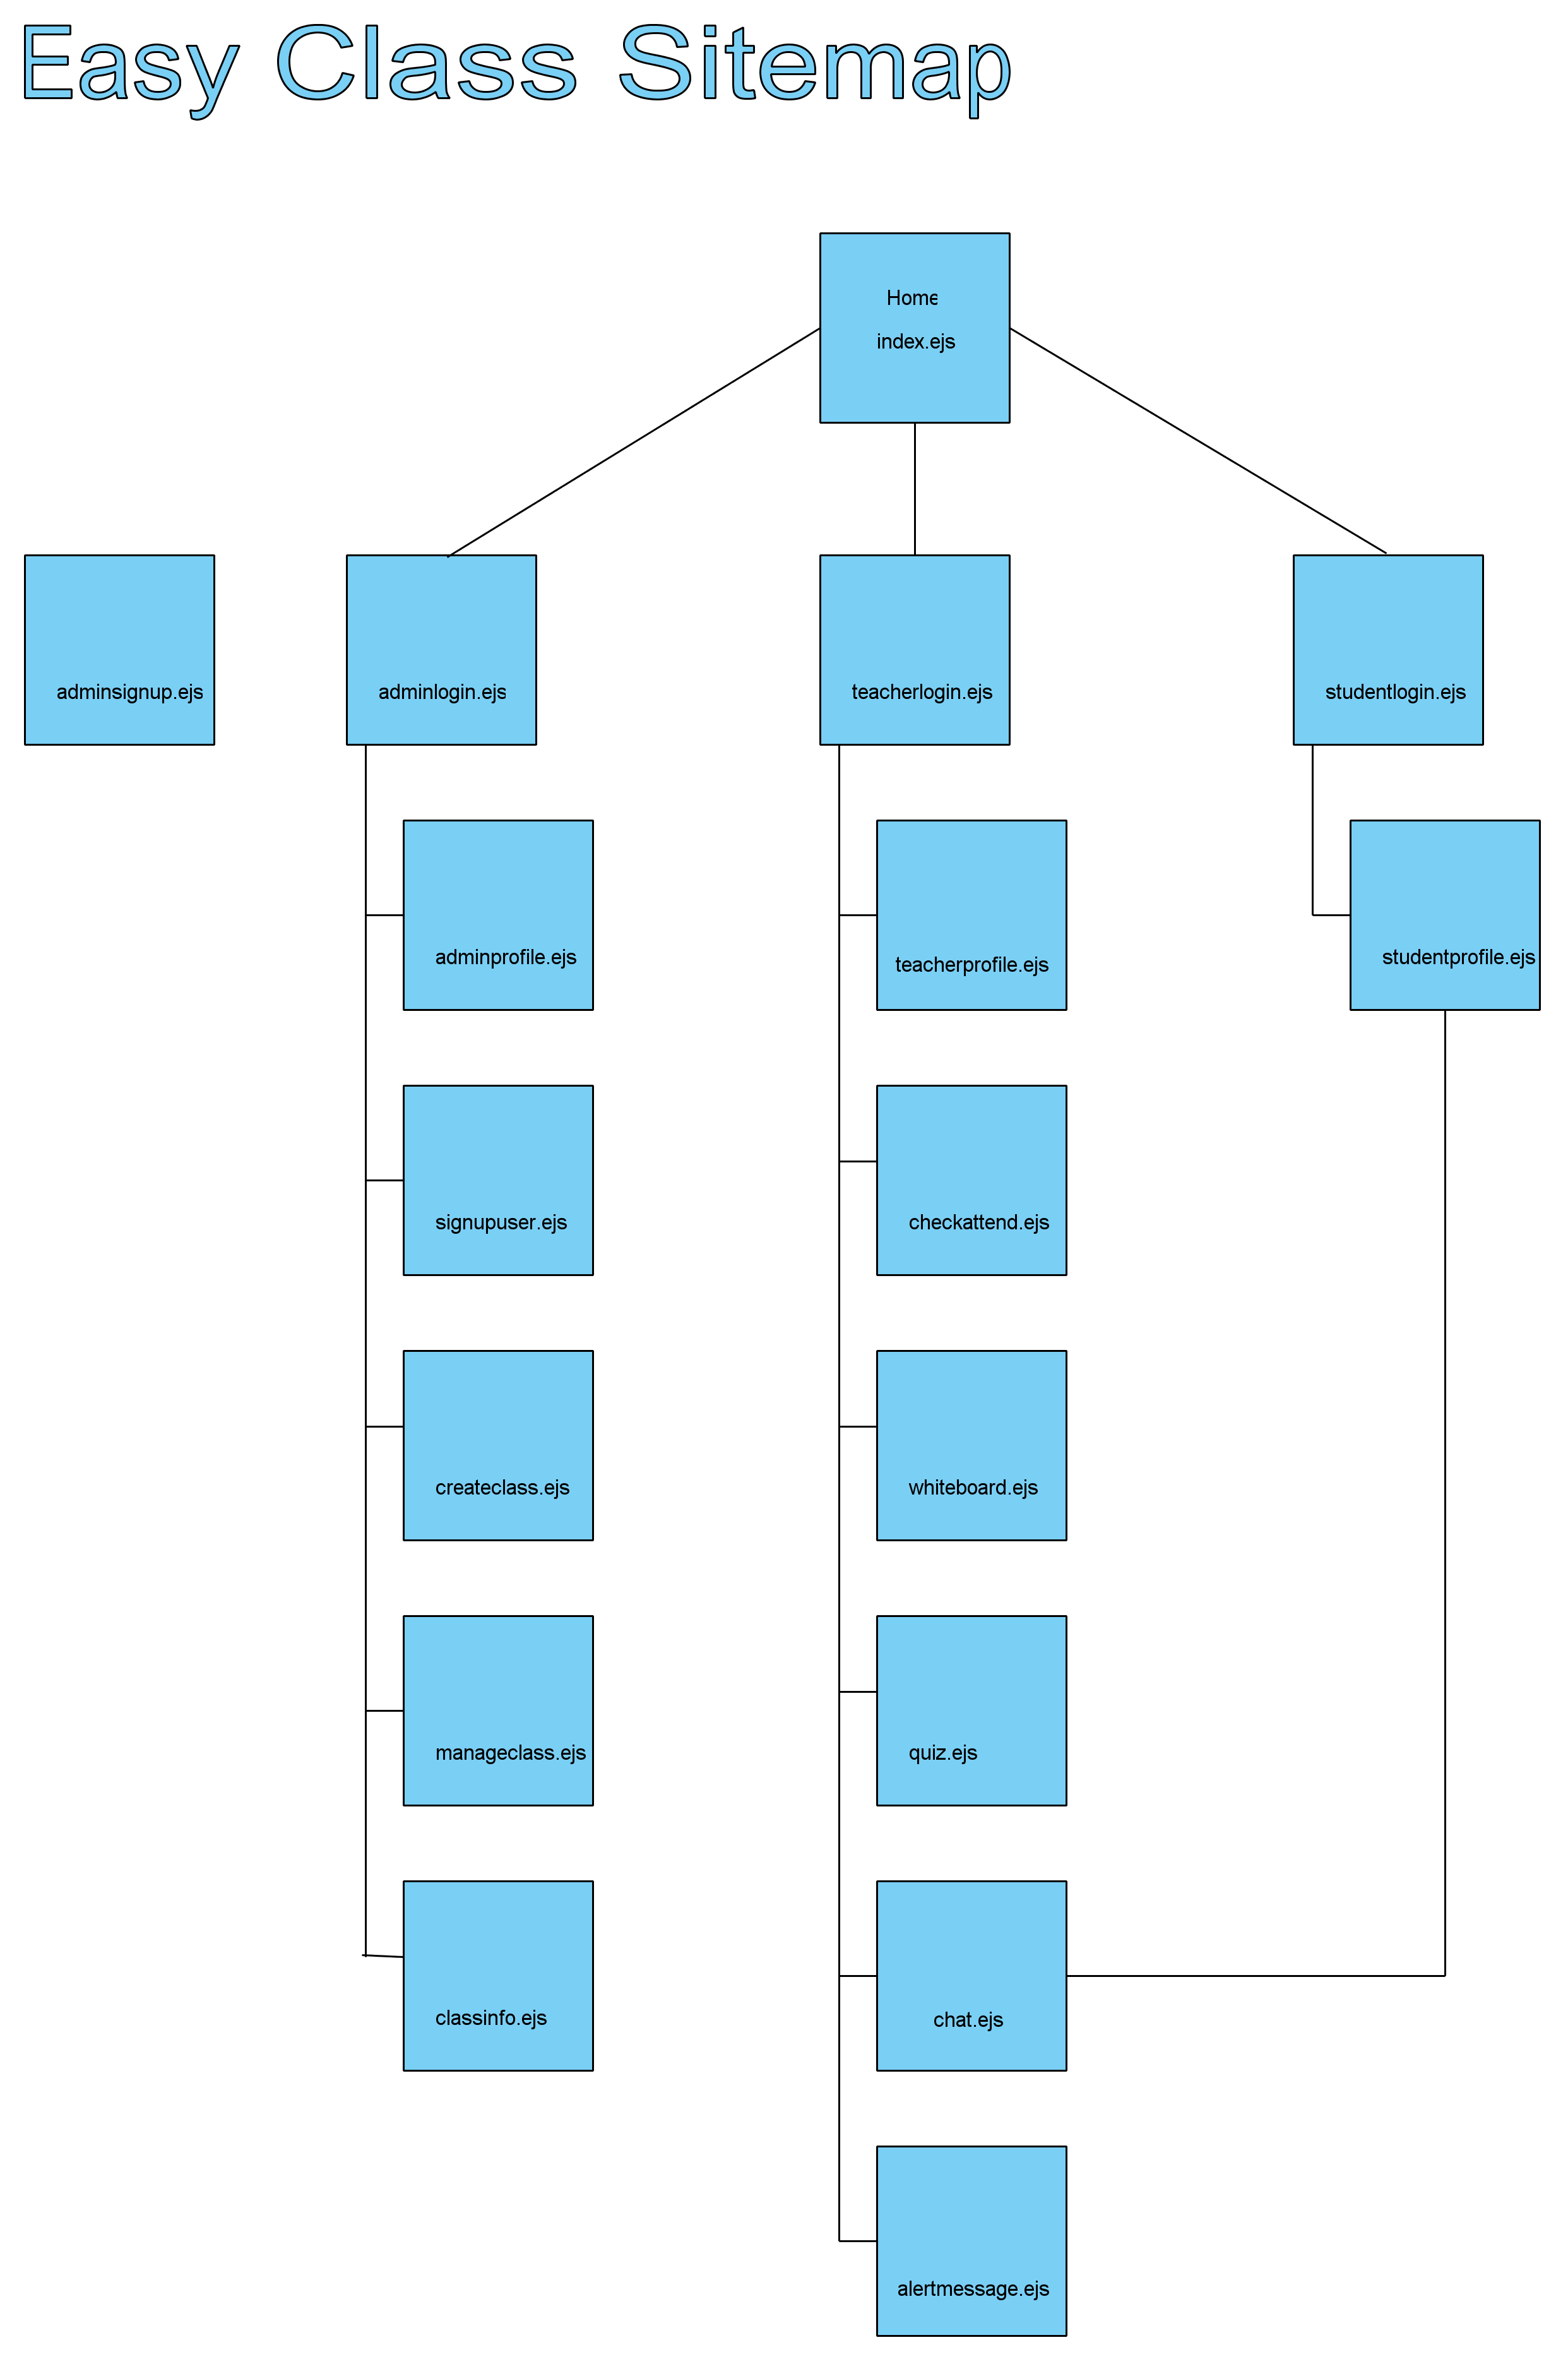 Easy Class Sitemap
Home
index.ejs
adminsignup.ejs
adminlogin.ejs
teacherlogin.ejs
studentlogin.ejs
adminprofile.ejs
teacherprofile.ejs
studentprofile.ejs
signupuser.ejs
checkattend.ejs
createclass.ejs
whiteboard.ejs
manageclass.ejs
quiz.ejs
classinfo.ejs
chat.ejs
alertmessage.ejs